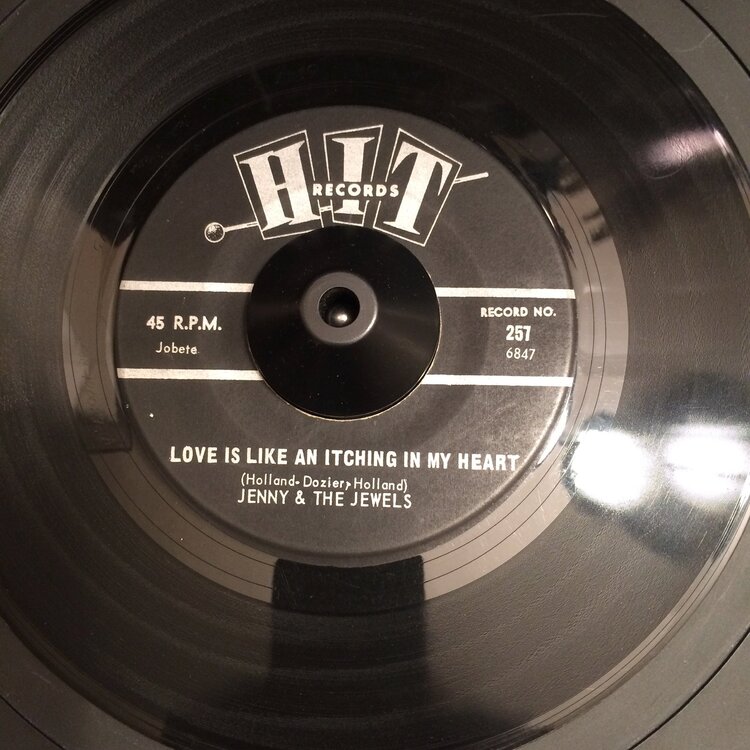 HIT
RECORDS
45 R.P.M.
Jobete
RECORD NO.
257
6847
LOVE IS LIKE AN ITCHING IN MY HEART
(Holland-Dozier-Holland)
JENNY & THE JEWELS